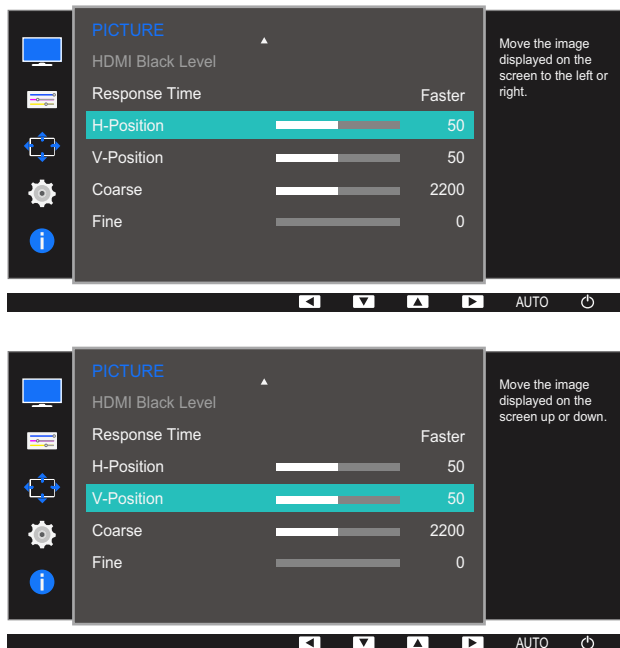 PICTURE
HDMI Black Level
Response Time Faster
H-Position 50
V-Position 50
Coarse 2200
Fine 0
Move the image
displayed on the
screen to the left or
right.
AUTO
PICTURE
HDMI Black Level
Response Time Faster
H-Position 50
V-Position 50
Coarse 2200
Fine 0
Move the image
displayed on the
screen up or down.
AUTO